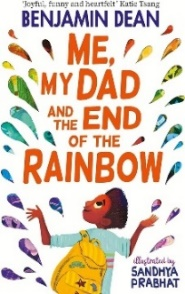 'Joyful, funny and heartfelt' Katie Tsang
BENJAMIN DEAN
ME,
MY DAD
AND THE END
OF THE
RAINBOW
illustrated by
SANDHYA
PRABHAT